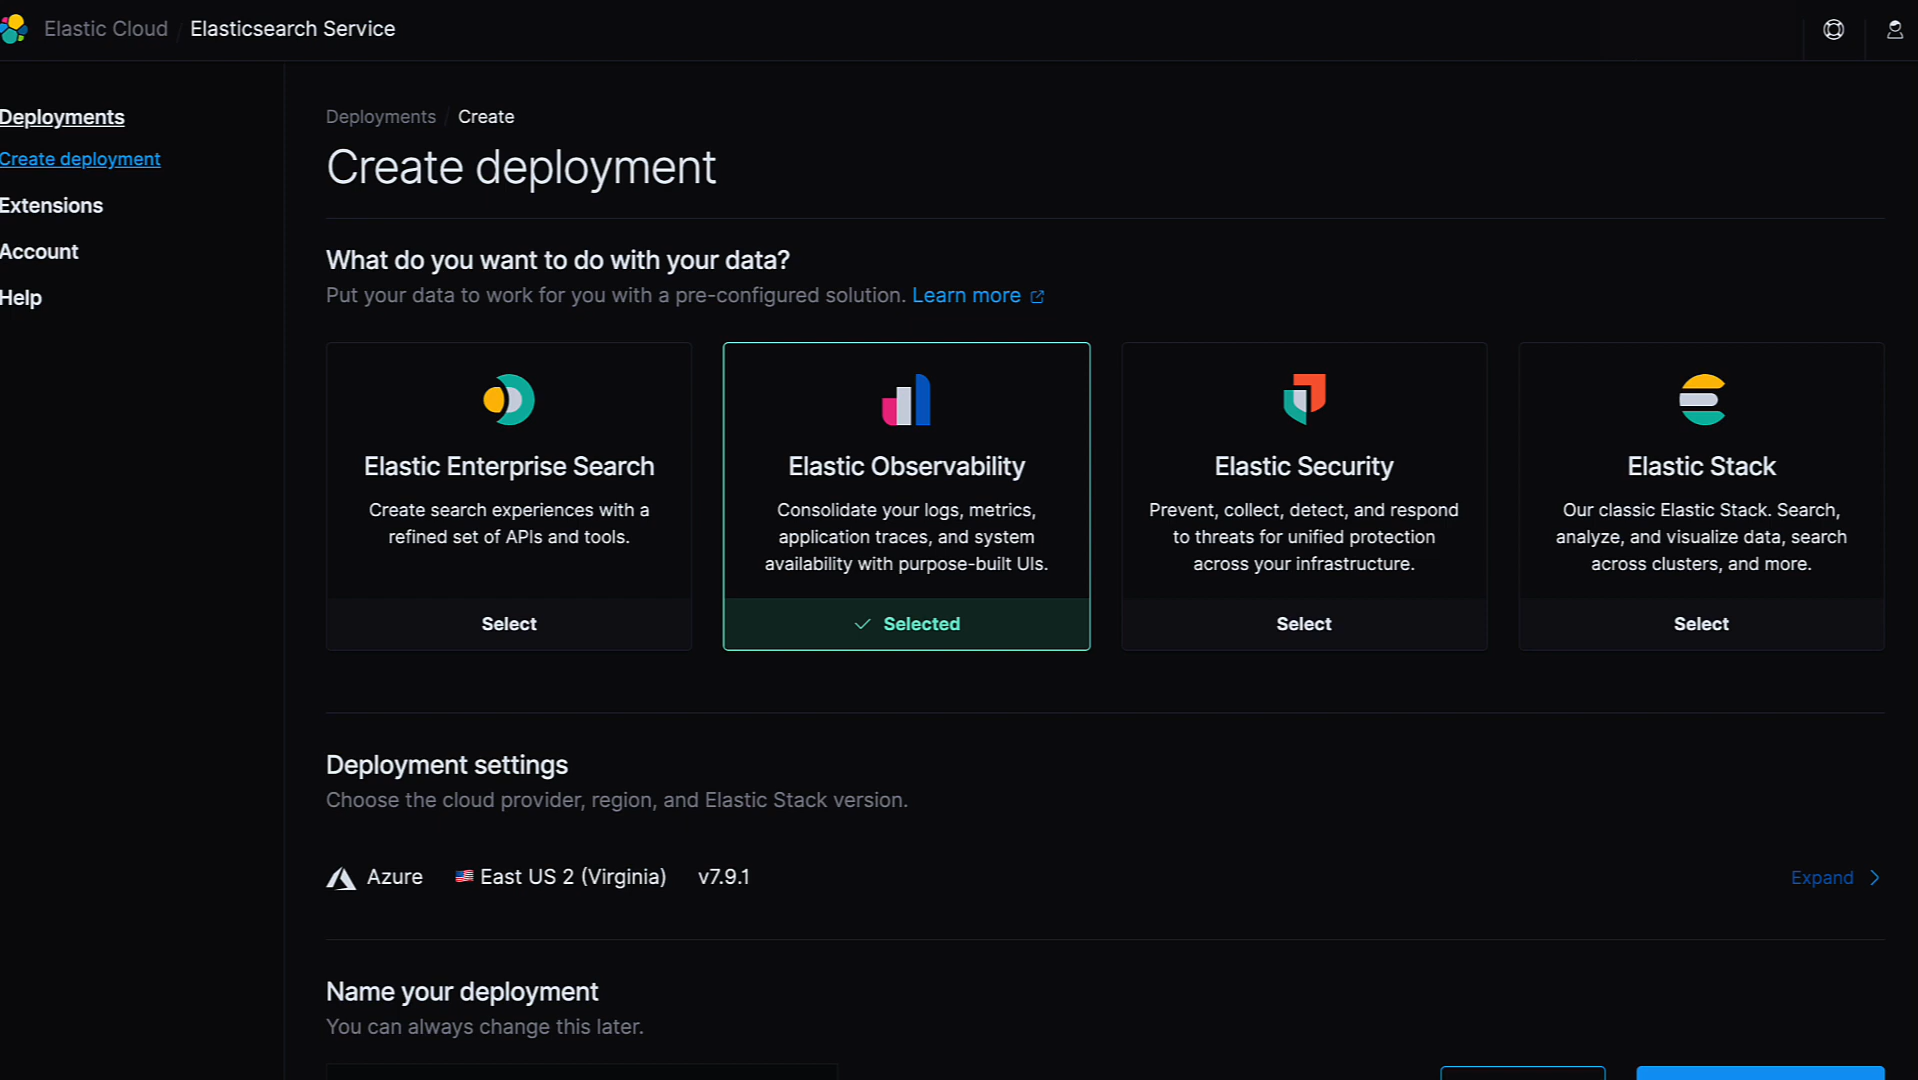 Elastic Cloud / Elasticsearch Service
Deployments
Create deployment
Extensions
Account
Help
Deployments / Create
Create deployment
What do you want to do with your data?
Put your data to work for you with a pre-configured solution. Learn more
Elastic Enterprise Search
Create search experiences with a
refined set of APIs and tools.
Select
Elastic Observability
Consolidate your logs, metrics,
application traces, and system
availability with purpose-built UIs.
Selected
Elastic Security
Prevent, collect, detect, and respond
to threats for unified protection
across your infrastructure.
Select
Elastic Stack
Our classic Elastic Stack. Search,
analyze, and visualize data, search
across clusters, and more.
Select
Deployment settings
Choose the cloud provider, region, and Elastic Stack version.
Azure East US 2 (Virginia) v7.9.1
Expand
Name your deployment
You can always change this later.